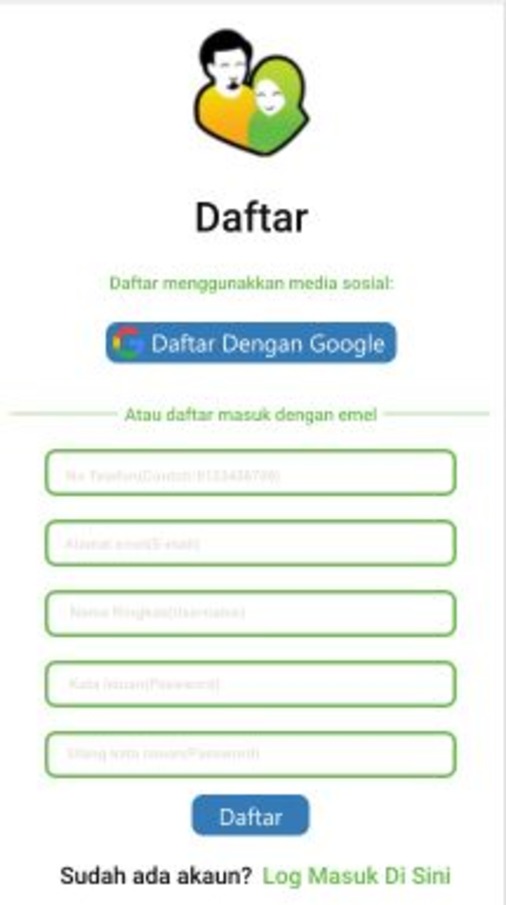 Daftar
Daftar menggunakkan media sosial:
Daftar Dengan Google
Atau daftar masuk dengan emel
No Telefon(Contoh:
Alamat emel(E-mail)
Nama Ringkas(Username)
Kata laluan(Password)
Ulang kata laluan(Password)
Daftar
Sudah ada akaun? Log Masuk Di Sini